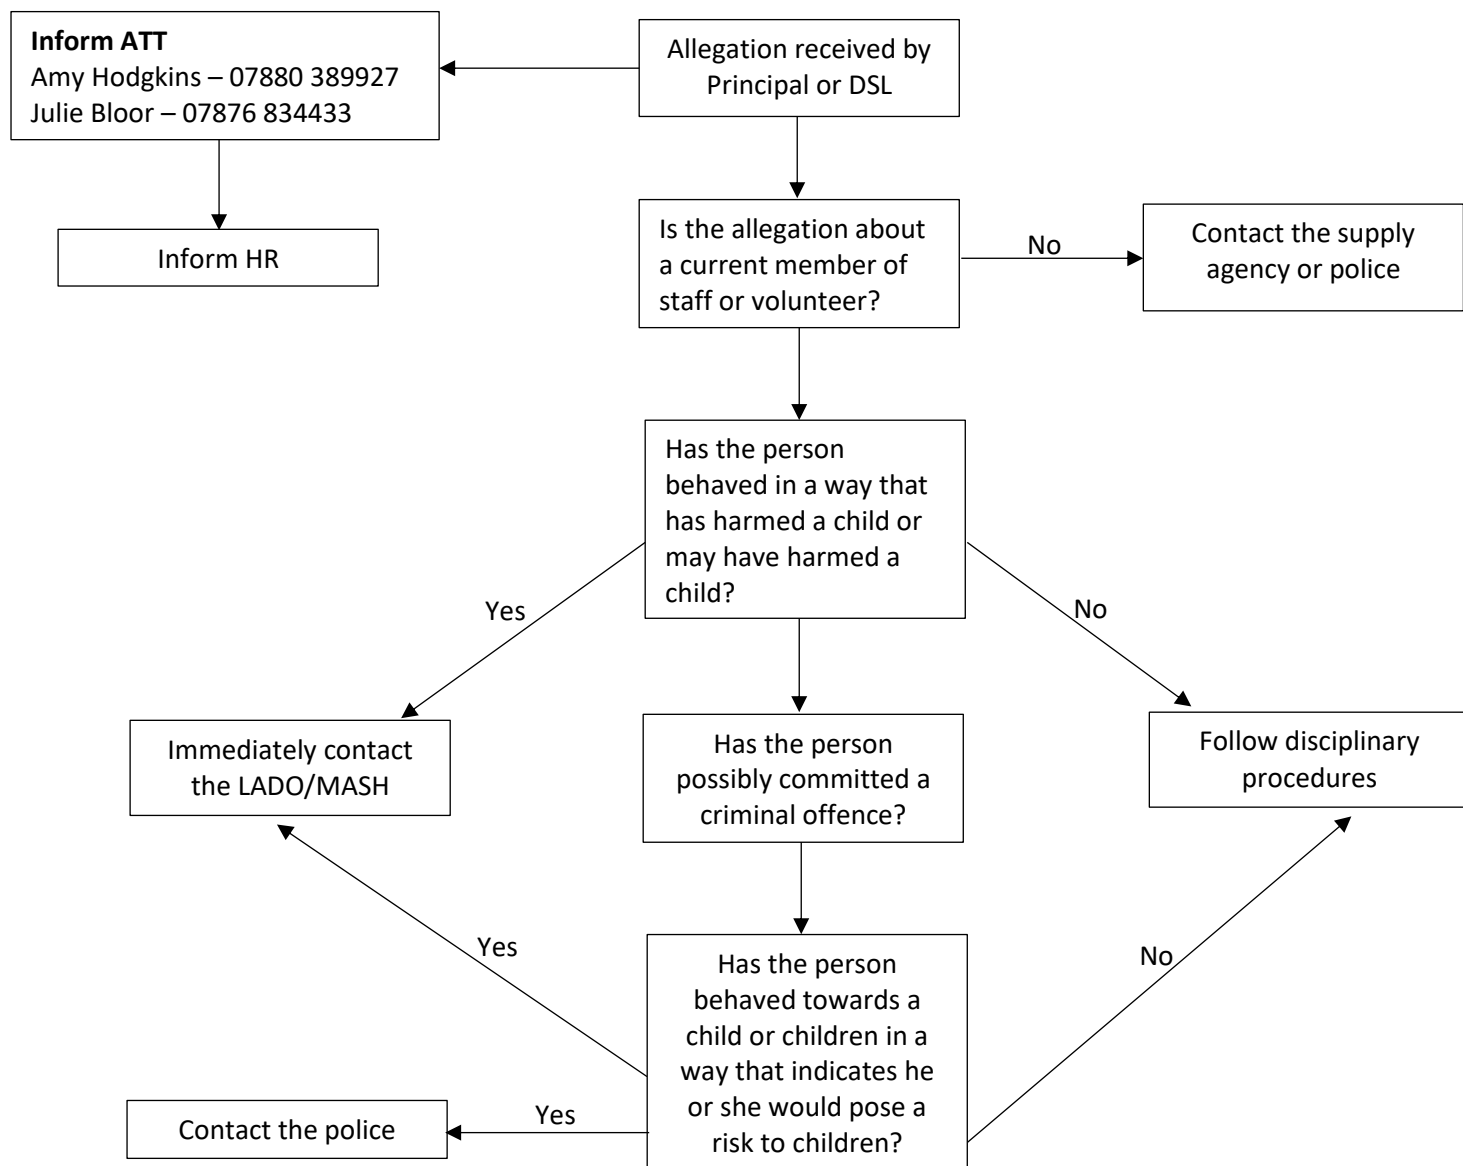 Inform ATT
Amy Hodgkins – 07880 389927
Julie Bloor – 07876 834433
Allegation received by
Principal or DSL
Inform HR
Is the allegation about
a current member of
staff or volunteer?
No
Contact the supply
agency or police
Has the person
behaved in a way that
has harmed a child or
may have harmed a
child?
Yes
No
Immediately contact
the LADO/MASH
Has the person
possibly committed a
criminal offence?
Follow disciplinary
procedures
Yes
No
Has the person
behaved towards a
child or children in a
way that indicates he
or she would pose a
risk to children?
Yes
Contact the police